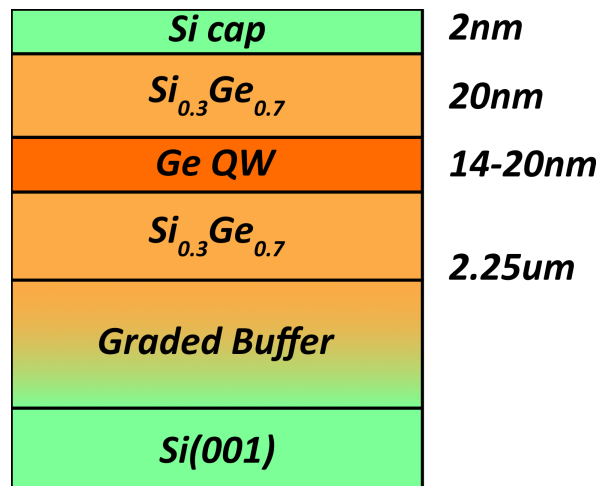 Si cap 2nm
Si0.3Ge0.7 20nm
Ge QW 14-20nm
Si0.3Ge0.7
2.25um
Graded Buffer
Si(001)